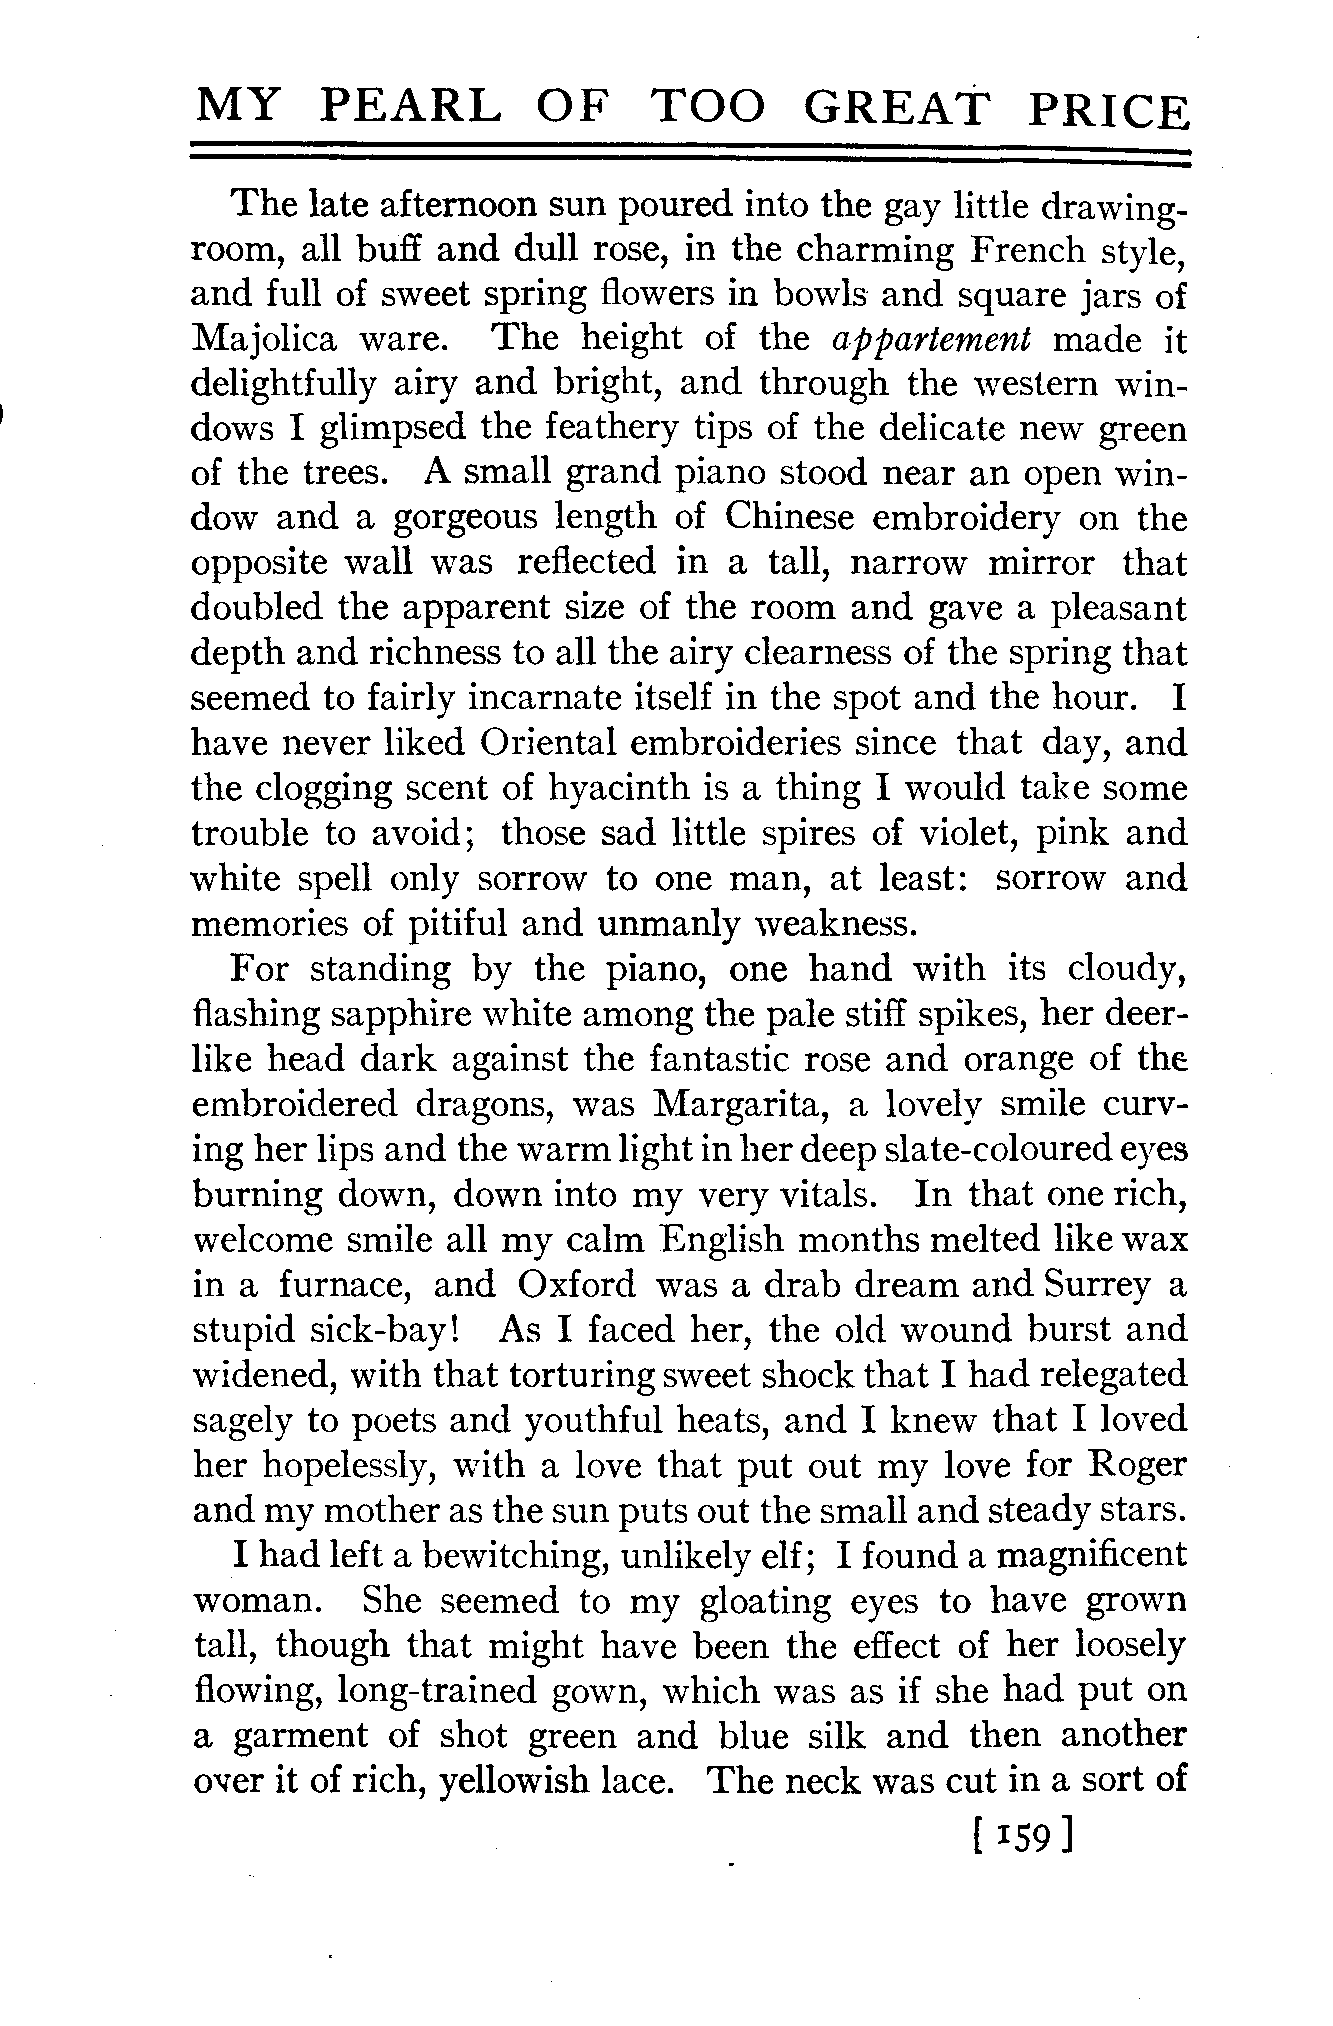 MY PEARL OF TOO GREAT PRICE
The late afternoon sun poured into the gay little drawing-
room, all buff and dull rose, in the charming French style,
and full of sweet spring flowers in bowls and square jars of
Majolica ware. The height of the appartement made it
delightfully airy and bright, and through the western win-
dows I glimpsed the feathery tips of the delicate new green
of the trees. A small grand piano stood near an open win-
dow and a gorgeous length of Chinese embroidery on the
opposite wall was reflected in a tall, narrow mirror that
doubled the apparent size of the room and gave a pleasant
depth and richness to all the airy clearness of the spring that
seemed to fairly incarnate itself in the spot and the hour. I
have never liked Oriental embroideries since that day, and
the clogging scent of hyacinth is a thing I would take some
trouble to avoid; those sad little spires of violet, pink and
white spell only sorrow to one man, at least: sorrow and
memories of pitiful and unmanly weakness.
For standing by the piano, one hand with its cloudy,
flashing sapphire white among the pale stiff spikes, her deer-
like head dark against the fantastic rose and orange of the
embroidered dragons, was Margarita, a lovely smile curv-
ing her lips and the warm light in her deep slate-coloured eyes
burning down, down into my very vitals. In that one rich,
welcome smile all my calm English months melted like wax
in a furnace, and Oxford was a drab dream and Surrey a
stupid sick-bay! As I faced her, the old wound burst and
widened, with that torturing sweet shock that I had relegated
sagely to poets and youthful heats, and I knew that I loved
her hopelessly, with a love that put out my love for Roger
and my mother as the sun puts out the small and steady stars.
I had left a bewitching, unlikely elf; I found a magnificent
woman. She seemed to my gloating eyes to have grown
tall, though that might have been the effect of her loosely
flowing, long-trained gown, which was as if she had put on
a garment of shot green and blue silk and then another
over it of rich, yellowish lace. The neck was cut in a sort of
[ 159 ]